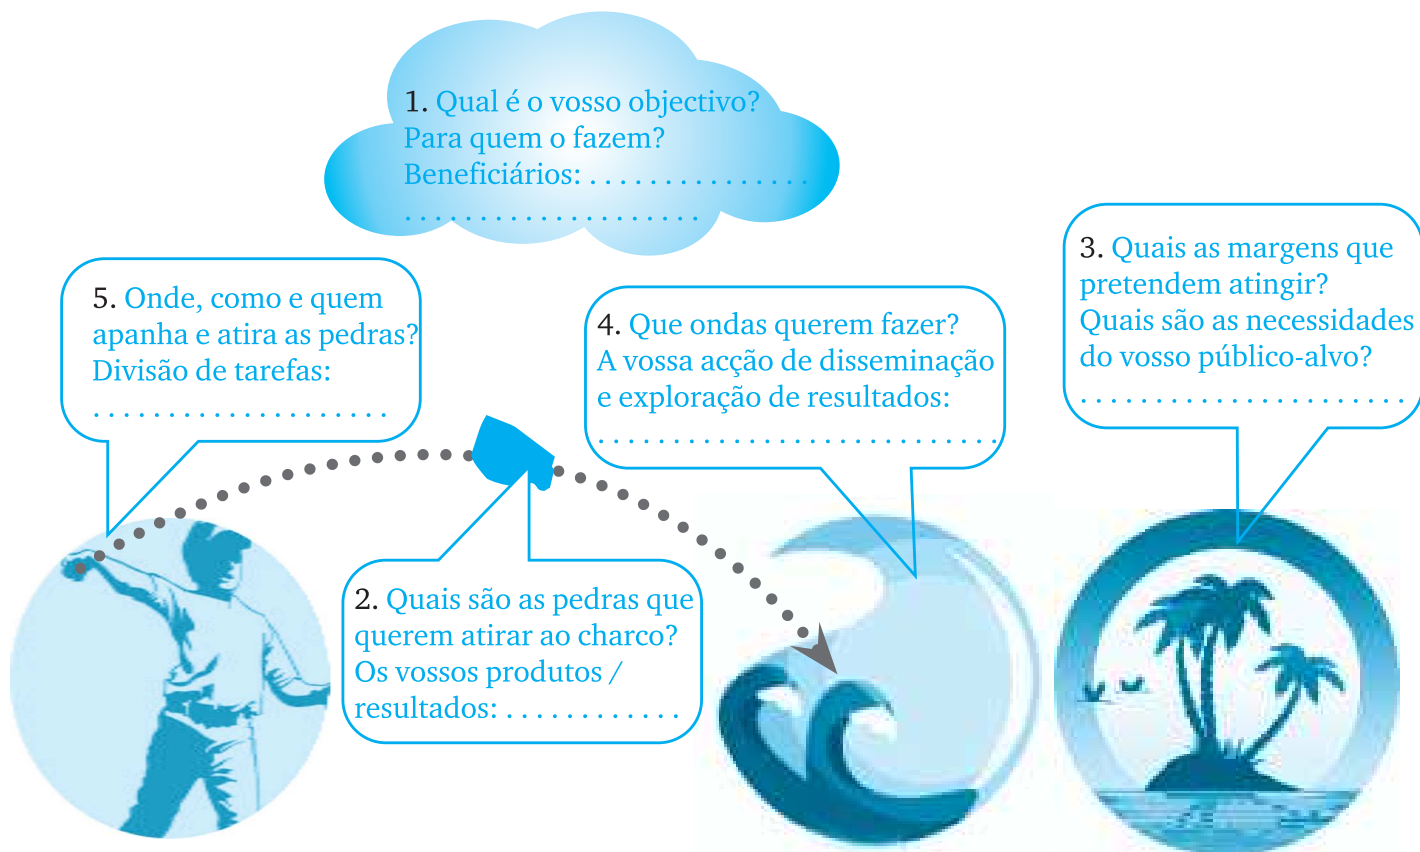 1. Qual é o vosso objectivo?
Para quem o fazem?
Beneficiários: . . . . . . . . . . . . . . .
. . . . . . . . . . . . . . . . . . . .
5. Onde, como e quem
apanha e atira as pedras?
Divisão de tarefas:
. . . . . . . . . . . . . . . . . . . .
2. Quais são as pedras que
querem atirar ao charco?
Os vossos produtos /
resultados: . . . . . . . . . . . .
4. Que ondas querem fazer?
A vossa acção de disseminação
e exploração de resultados:
. . . . . . . . . . . . . . . . . . . . . . . . . . .
3. Quais as margens que
pretendem atingir?
Quais são as necessidades
do vosso público-alvo?
. . . . . . . . . . . . . . . . . . . . . .